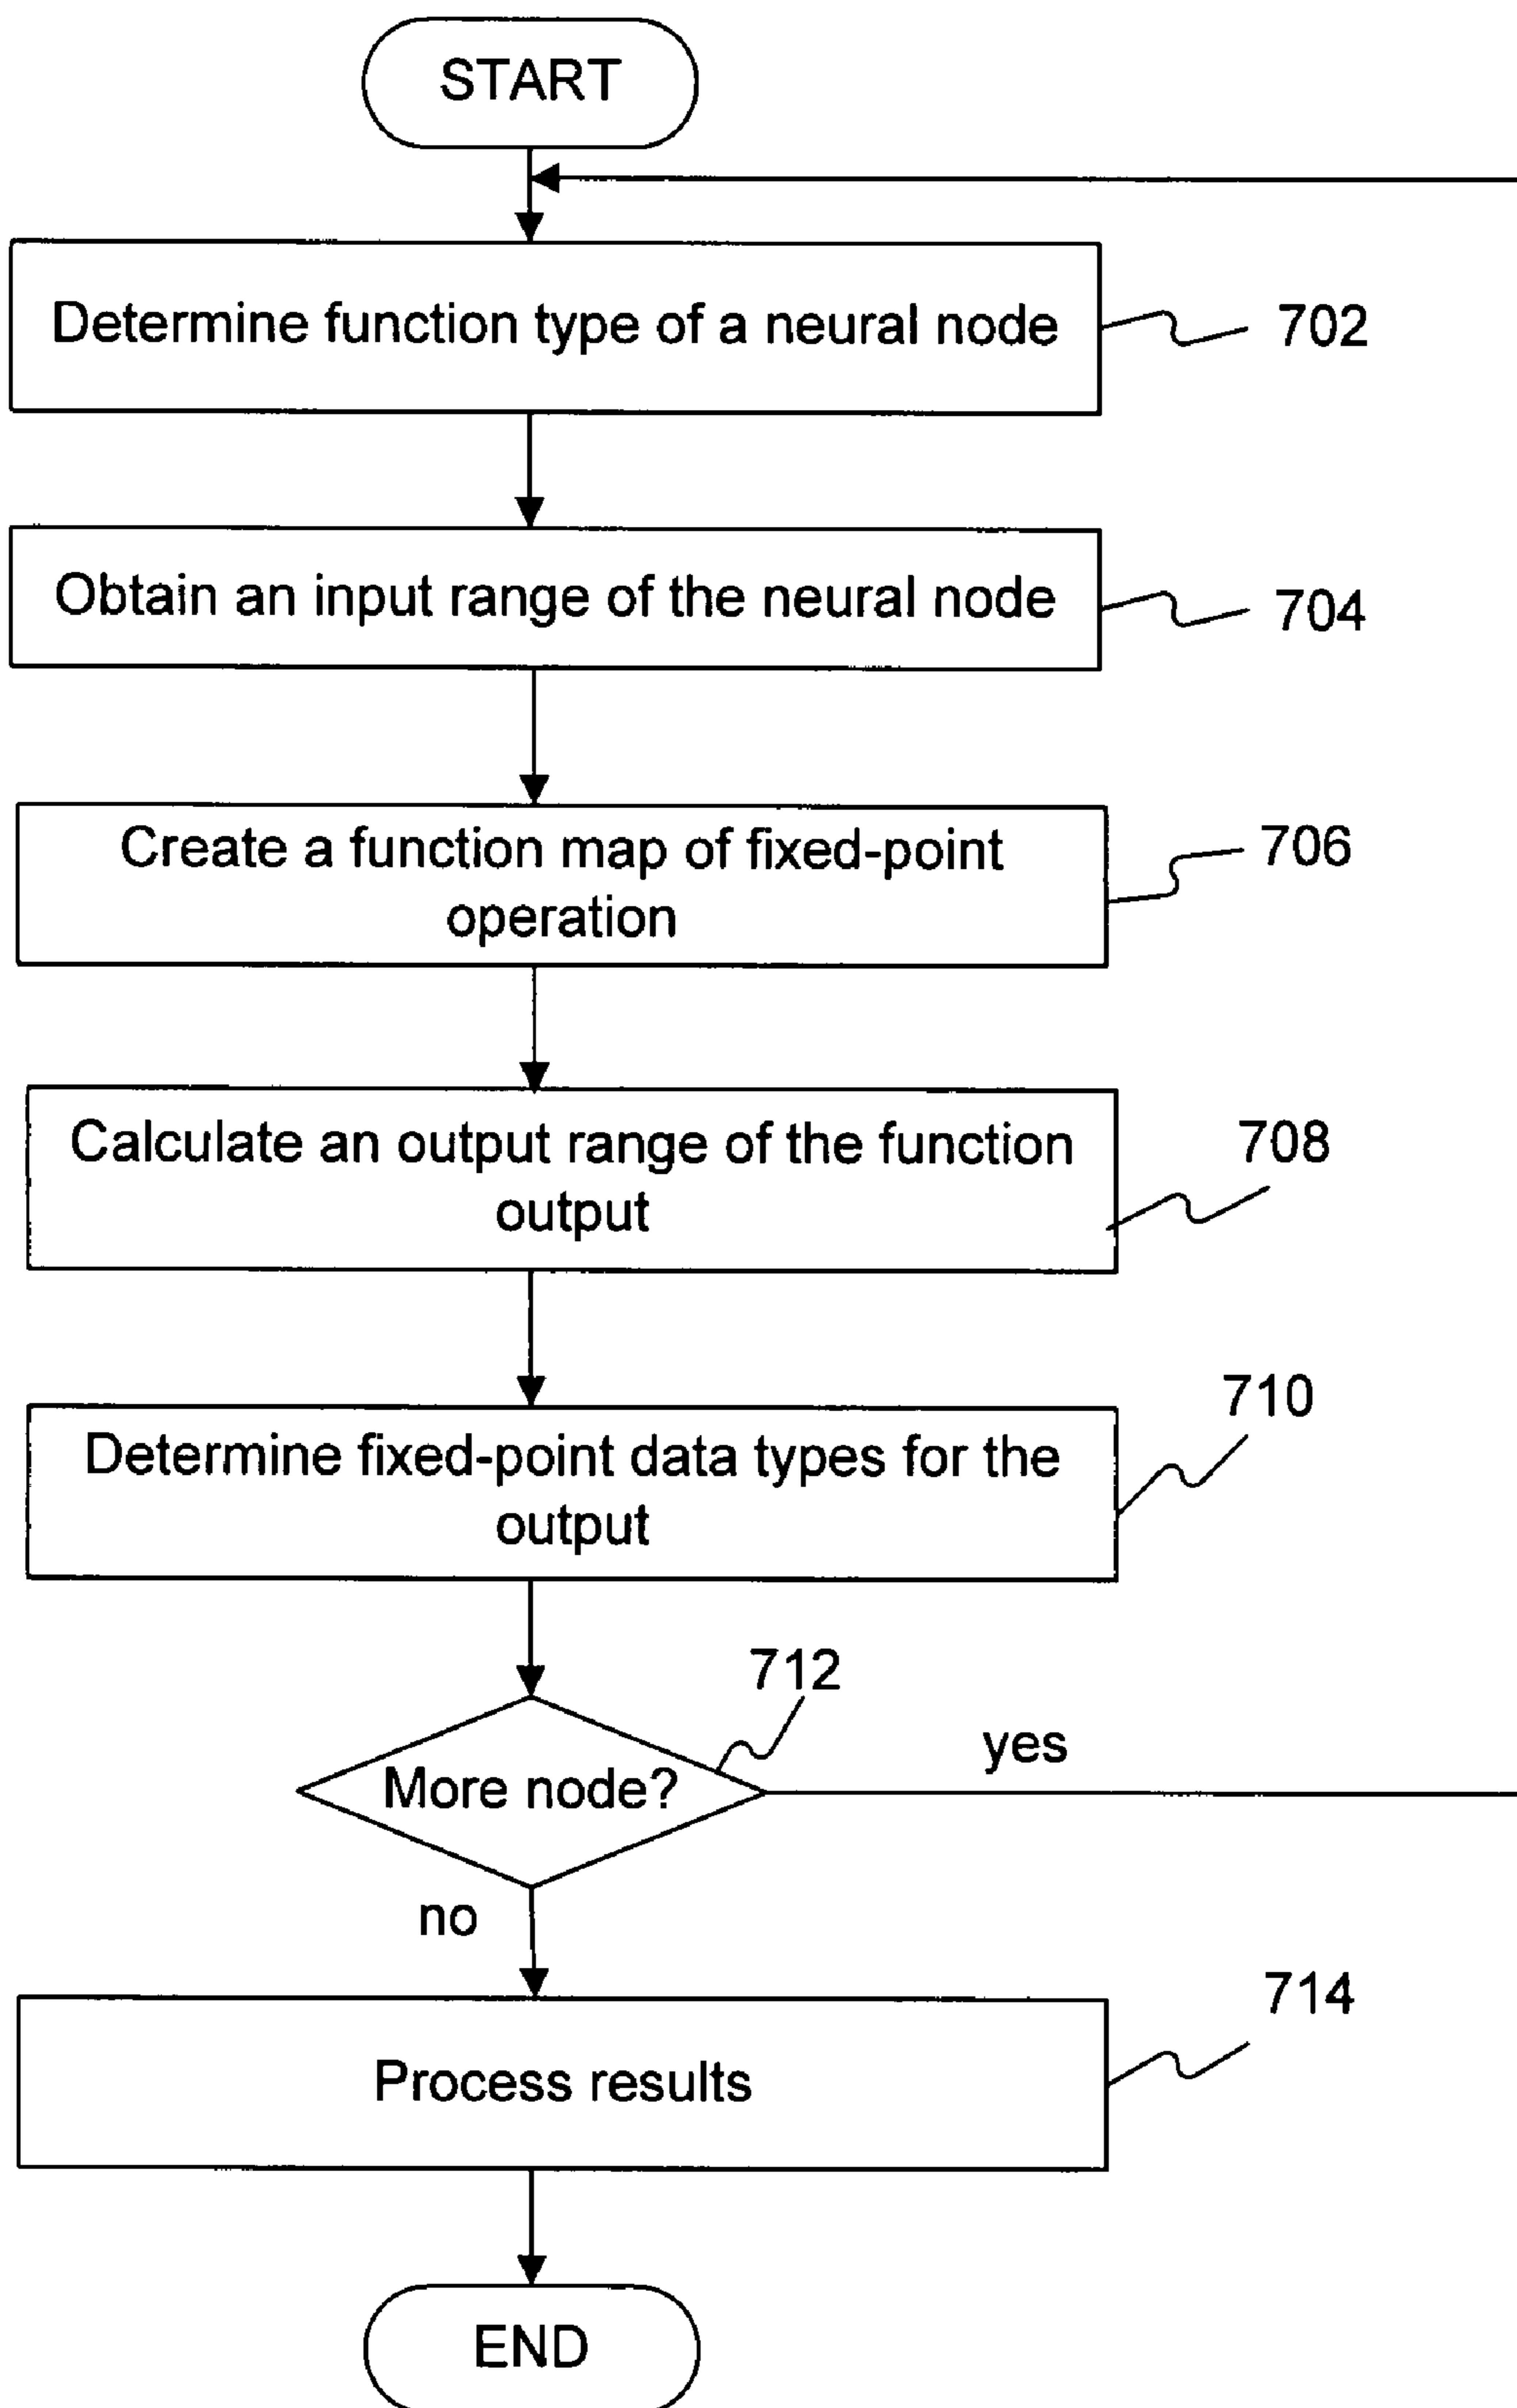 START
Determine function type of a neural node
702
Obtain an input range of the neural node
704
Create a function map of fixed-point
operation
706
Calculate an output range of the function
output
708
Determine fixed-point data types for the
output
710
712
More node?
yes
no
Process results
714
END